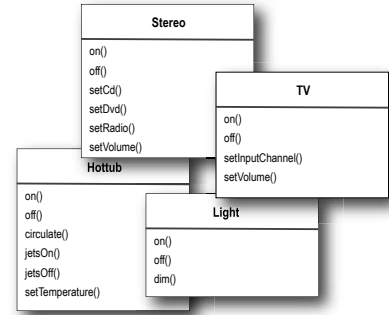 Stereo
on()
off()
setCd()
setDvd()
setRadio()
setVolume()
TV
on()
off()
setInputChannel()
setVolume()
Hottub
on()
off()
circulate()
jetsOn()
jetsOff()
setTemperature()
Light
on()
off()
dim()